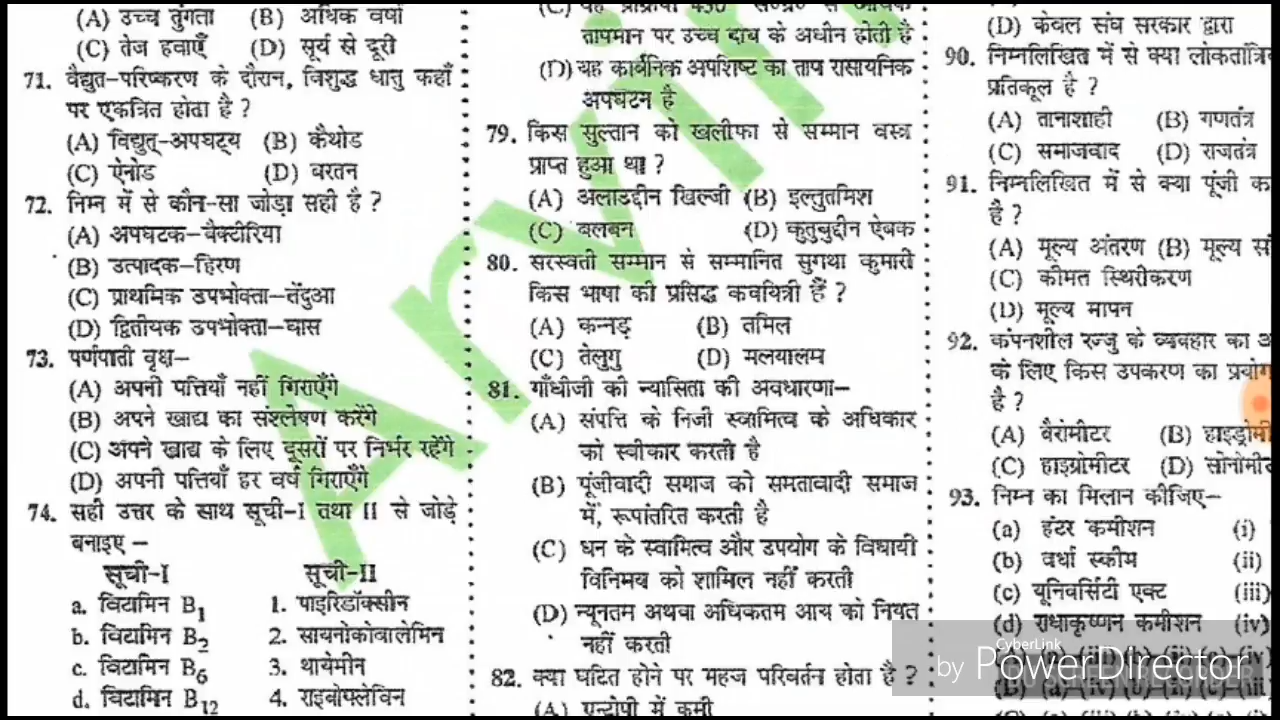 (A) उच्च तुंगता (B) अधिक वर्षा
(C) तेज हवाएँ (D) सूर्य से दूरी
71. वैद्युत-परिष्करण के दौरान, विशुद्ध धातु कहाँ
पर एकत्रित होता है ?
(A) विद्युत्-अपघट्य (B) कैथोड
(C) ऐनोड (D) बरतन
72. निम्न में से कौन-सा जोड़ा सही है ?
(A) अपघटक–बैक्टीरिया
(B) उत्पादक–हिरण
(C) प्राथमिक उपभोक्ता–तेंदुआ
(D) द्वितीयक उपभोक्ता–घास
73. पर्णपाती वृक्ष–
(A) अपनी पत्तियाँ नहीं गिराएँगे
(B) अपने खाद्य का संश्लेषण करेंगे
(C) अपने खाद्य के लिए दूसरों पर निर्भर रहेंगे
(D) अपनी पत्तियाँ हर वर्ष गिराएँगे
74. सही उत्तर के साथ सूची-I तथा II से जोड़े
बनाइए –
सूची-I सूची-II
a. विटामिन B1 1. पाइरिडॉक्सीन
b. विटामिन B2 2. सायनोकोवालेमिन
c. विटामिन B6 3. थायेमीन
d. विटामिन B12 4. राइबोफ्लेविन
(C) यह प्रक्रिया 430° से अधिक
तापमान पर उच्च दाब के अधीन होती है
(D) यह कार्बनिक अपशिष्ट का ताप रासायनिक
अपघटन है
79. किस सुल्तान को खलीफा से सम्मान वस्त्र
प्राप्त हुआ था ?
(A) अलाउद्दीन खिल्जी (B) इल्तुतमिश
(C) बलबन (D) कुतुबुद्दीन ऐबक
80. सरस्वती सम्मान से सम्मानित सुगथा कुमारी
किस भाषा की प्रसिद्ध कवयित्री हैं ?
(A) कन्नड़ (B) तमिल
(C) तेलुगु (D) मलयालम
81. गाँधीजी की न्यासिता की अवधारणा–
(A) संपत्ति के निजी स्वामित्व के अधिकार
को स्वीकार करती है
(B) पूंजीवादी समाज को समतावादी समाज
में, रूपांतरित करती है
(C) धन के स्वामित्व और उपयोग के विधायी
विनिमय को शामिल नहीं करती
(D) न्यूनतम अथवा अधिकतम आय को नियत
नहीं करती
82. क्या घटित होने पर महज परिवर्तन होता है ?
(A) एन्ट्रोपी में कमी
(D) केवल संघ सरकार द्वारा
90. निम्नलिखित में से क्या
प्रतिकूल है ?
(A) तानाशाही (B) गणतंत्र
(C) समाजवाद (D) राजतंत्र
91. निम्नलिखित में से क्या पूंजी
है ?
(A) मूल्य अंतरण (B) मूल्य
(C) कीमत स्थिरीकरण
(D) मूल्य मापन
92. कंपनशील रज्जु के व्यवहार का
के लिए किस उपकरण का प्रयोग
है ?
(A) बैरोमीटर (B)
(C) हाइग्रोमीटर (D)
93. निम्न का मिलान कीजिए–
(a) हंटर कमीशन (i)
(b) वर्धा स्कीम (ii)
(c) यूनिवर्सिटी एक्ट (iii)
(d) राधाकृष्णन कमीशन (iv)
CyberLink
by PowerDirector